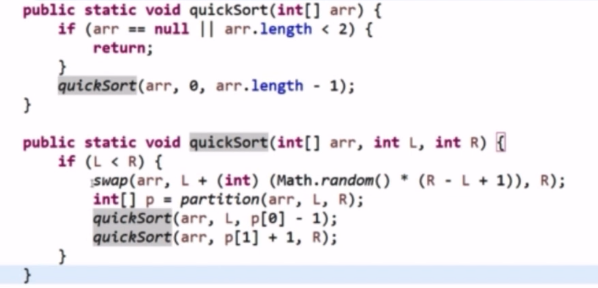 public static void quickSort(int[] arr) {
if (arr == null || arr.length < 2) {
return;
}
quickSort(arr, 0, arr.length - 1);
}
public static void quickSort(int[] arr, int L, int R) {
if (L < R) {
swap(arr, L + (int) (Math.random() * (R - L + 1)), R);
int[] p = partition(arr, L, R);
quickSort(arr, L, p[0] - 1);
quickSort(arr, p[1] + 1, R);
}
}